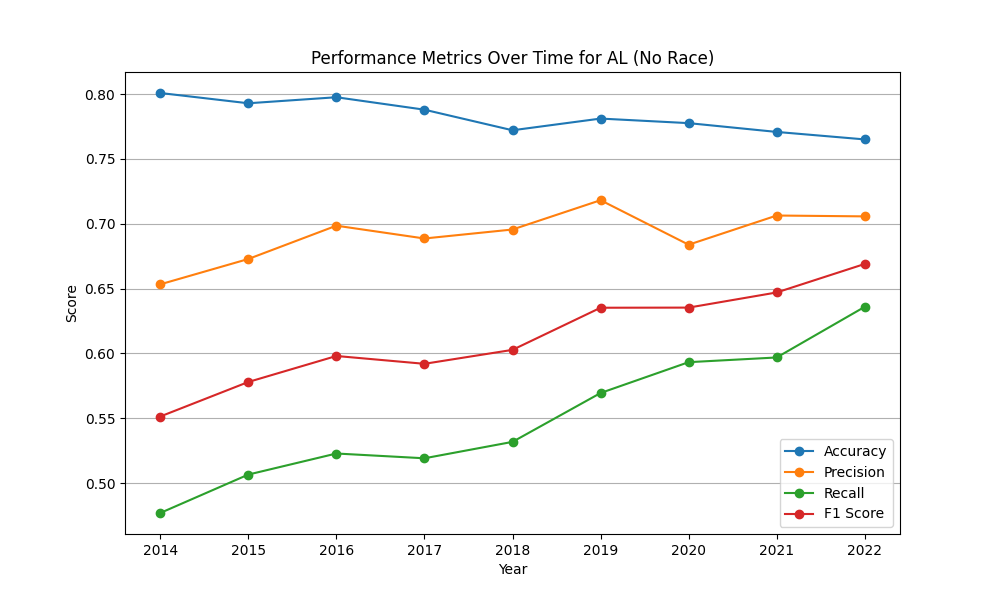 Performance Metrics Over Time for AL (No Race)
0.80
0.75
0.70
0.65
0.60
0.55
0.50
Score
Accuracy
Precision
Recall
F1 Score
2014 2015 2016 2017 2018 2019 2020 2021 2022
Year